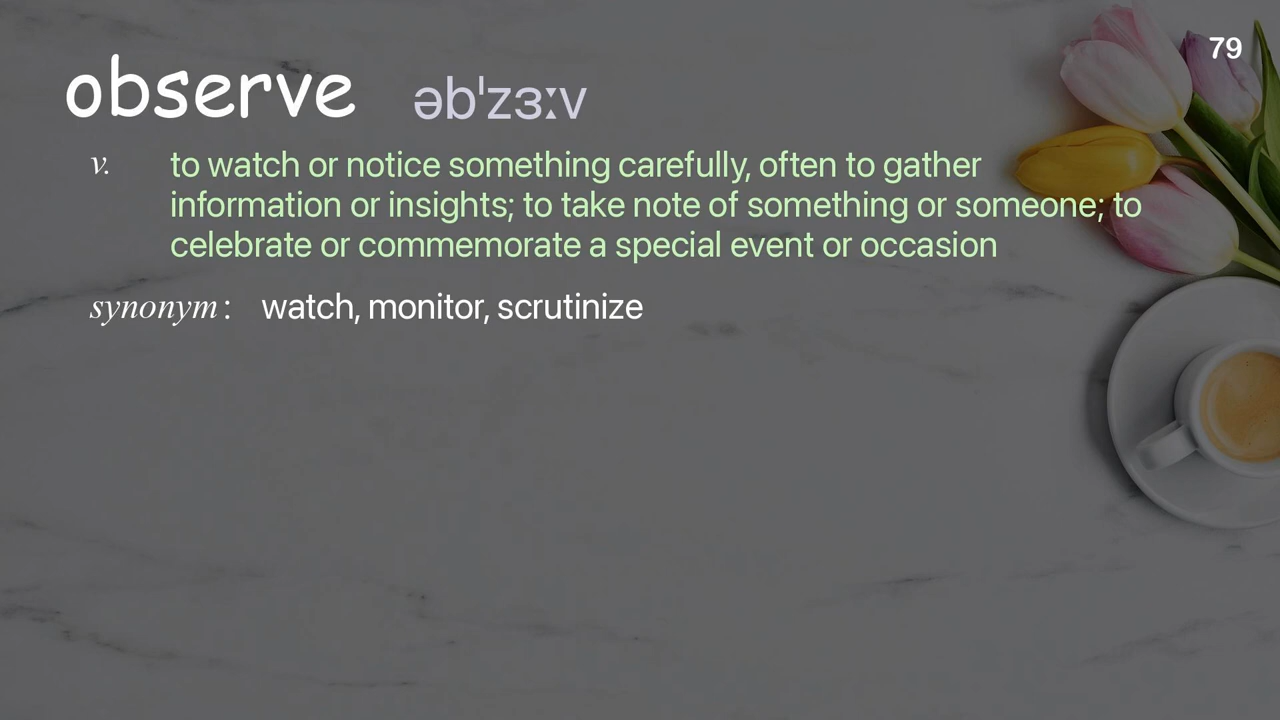 79
observe əbˈzɜːv
v. to watch or notice something carefully, often to gather
information or insights; to take note of something or someone; to
celebrate or commemorate a special event or occasion
synonym : watch, monitor, scrutinize